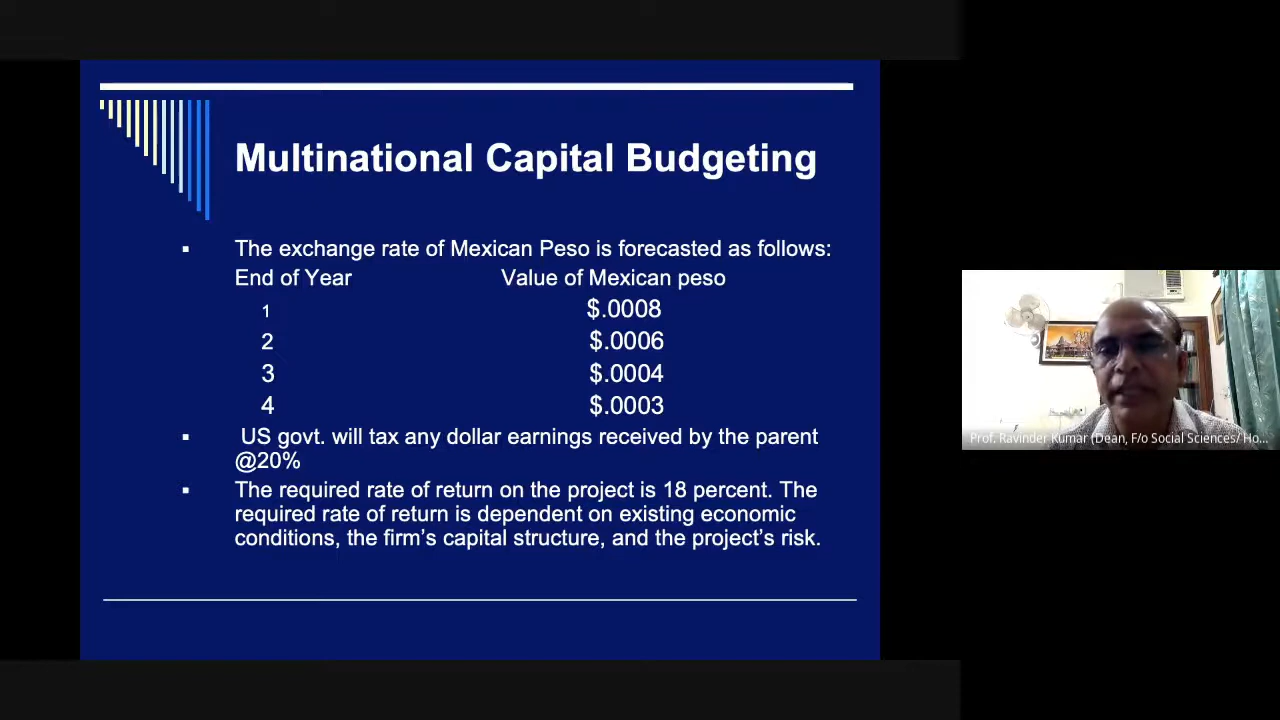 Multinational Capital Budgeting
The exchange rate of Mexican Peso is forecasted as follows:
End of Year Value of Mexican peso
1 $.0008
2 $.0006
3 $.0004
4 $.0003
US govt. will tax any dollar earnings received by the parent
@20%
The required rate of return on the project is 18 percent. The
required rate of return is dependent on existing economic
conditions, the firm's capital structure, and the project's risk.
Prof. Ravinder Kumar (Dean, F/o Social Sciences/ Ho...